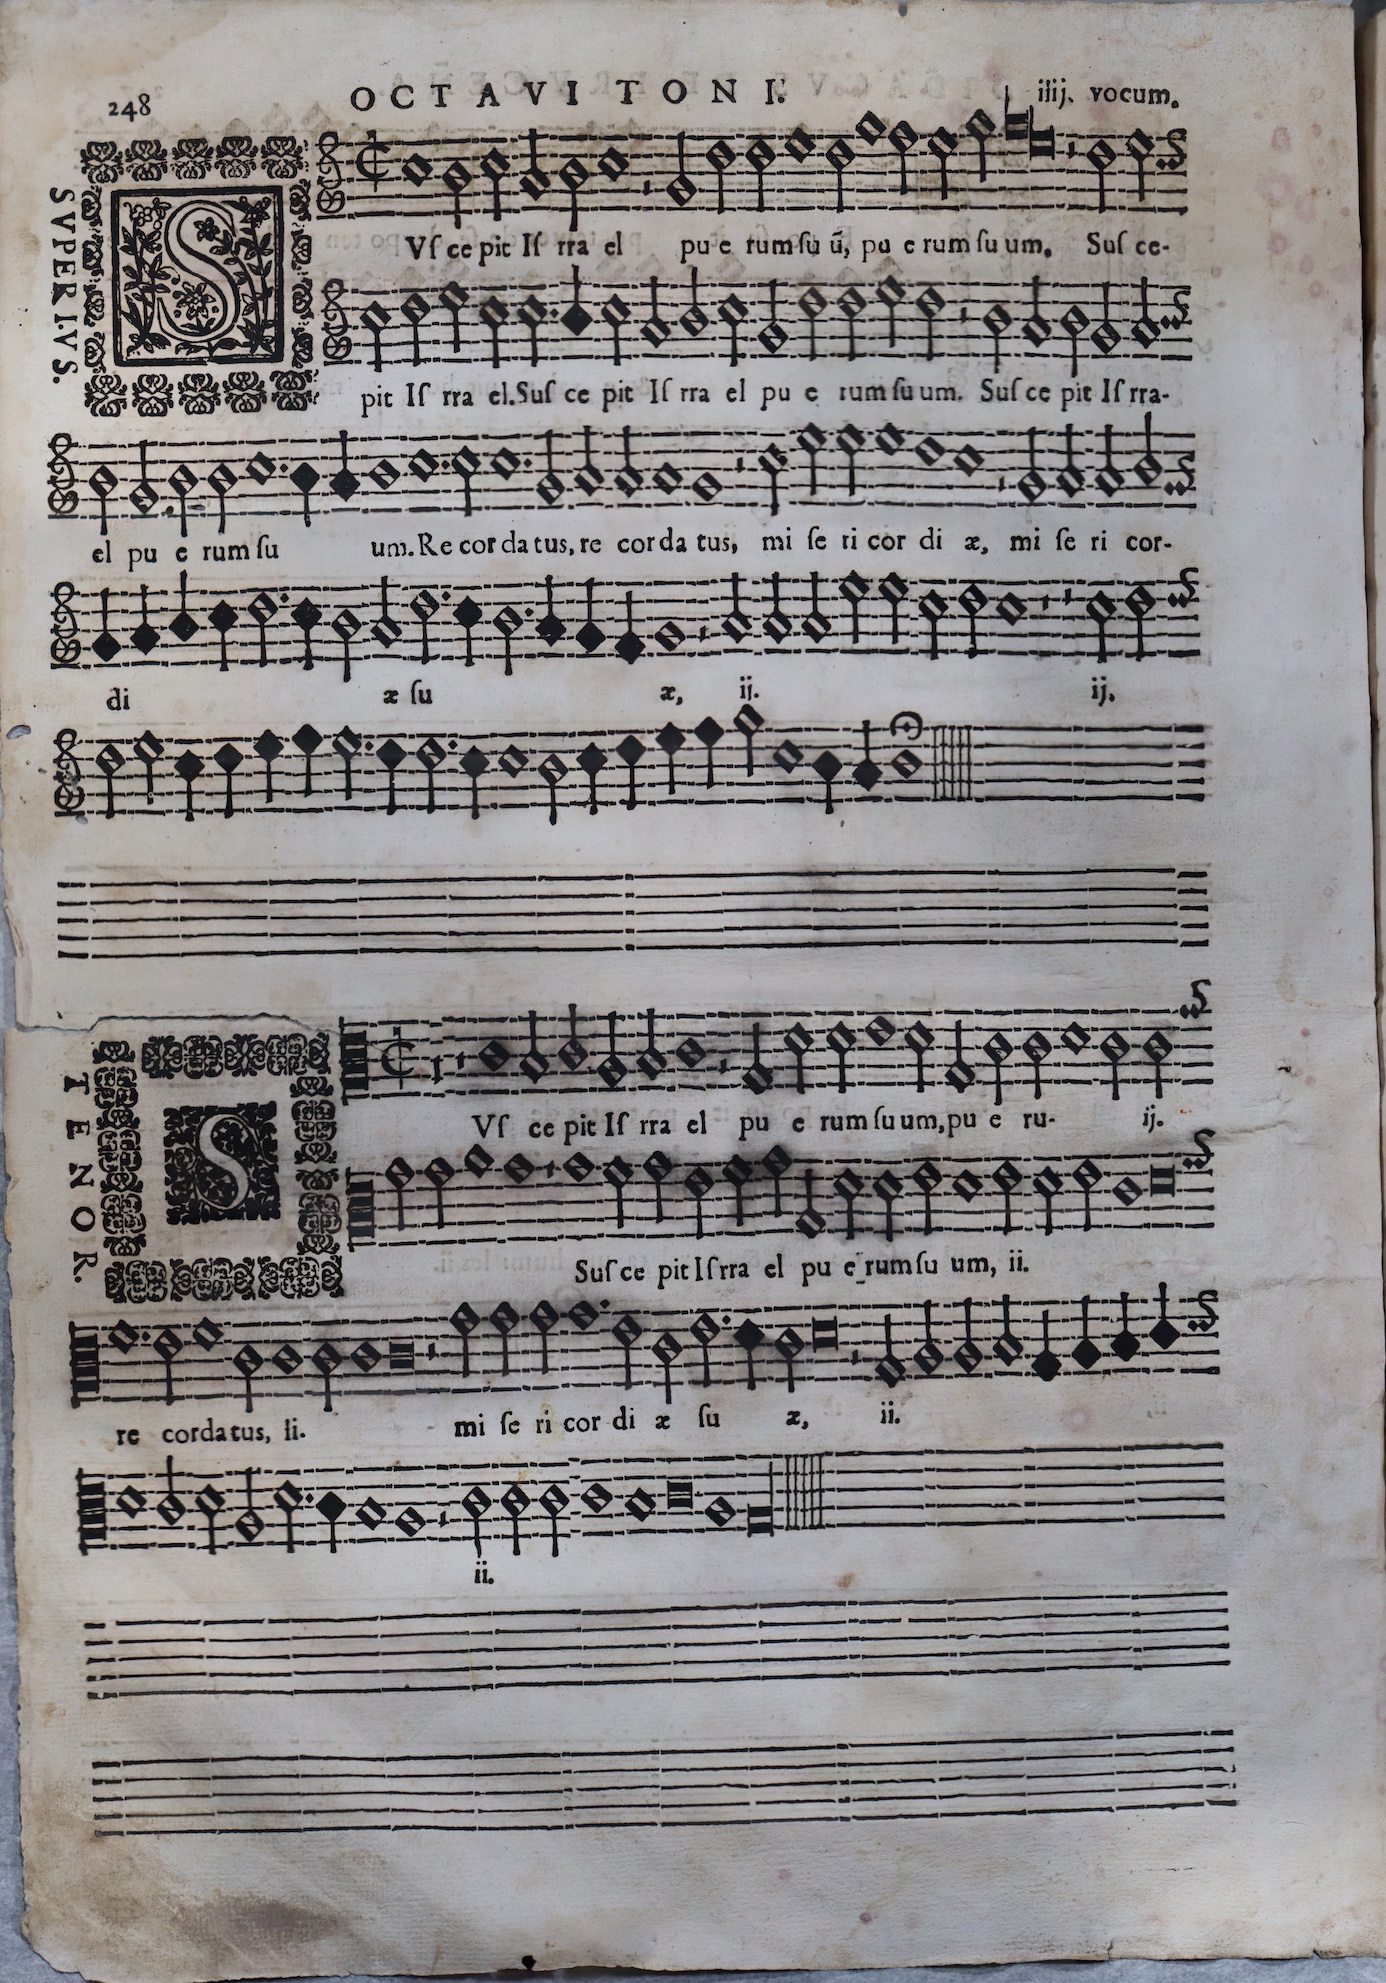 248 OCTAVI TONI. iiij. vocum.
SVPERIVS.
SVſ ce pit Iſ rra el pu e rum ſu ū, pu e rum ſu um. Suſ ce-
pit Iſ rra el. Suſ ce pit Iſ rra el pu e rum ſu um. Suſ ce pit Iſ rra-
el pu e rum ſu um. Re cor da tus, re cor da tus, mi ſe ri cor di æ, mi ſe ri cor-
di æ ſu æ, ij. ij.
TENOR.
SVſ ce pit Iſ rra el pu e rum ſu um, pu e ru- ij.
Suſ ce pit Iſ rra el pu e rum ſu um, ii.
re cor da tus, ii. mi ſe ri cor di æ ſu æ, ii.
ii.